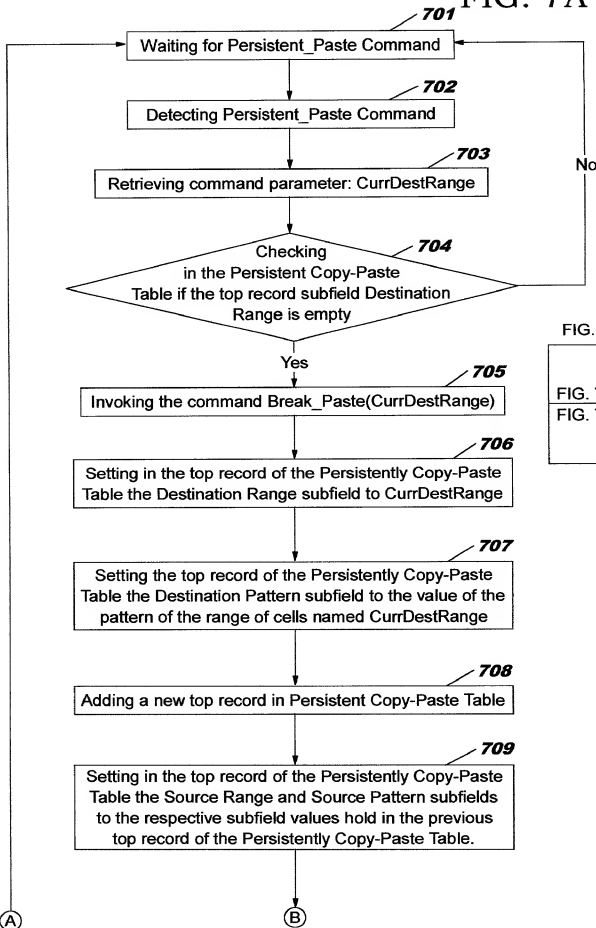 FIG. 7A
701
Waiting for Persistent_Paste Command
702
Detecting Persistent_Paste Command
703
Retrieving command parameter: CurrDestRange
No
704
Checking
in the Persistent Copy-Paste
Table if the top record subfield Destination
Range is empty
FIG.
Yes
FIG.
FIG.
705
Invoking the command Break_Paste(CurrDestRange)
706
Setting in the top record of the Persistently Copy-Paste
Table the Destination Range subfield to CurrDestRange
707
Setting the top record of the Persistently Copy-Paste
Table the Destination Pattern subfield to the value of the
pattern of the range of cells named CurrDestRange
708
Adding a new top record in Persistent Copy-Paste Table
709
Setting in the top record of the Persistently Copy-Paste
Table the Source Range and Source Pattern subfields
to the respective subfield values hold in the previous
top record of the Persistently Copy-Paste Table.
A
B